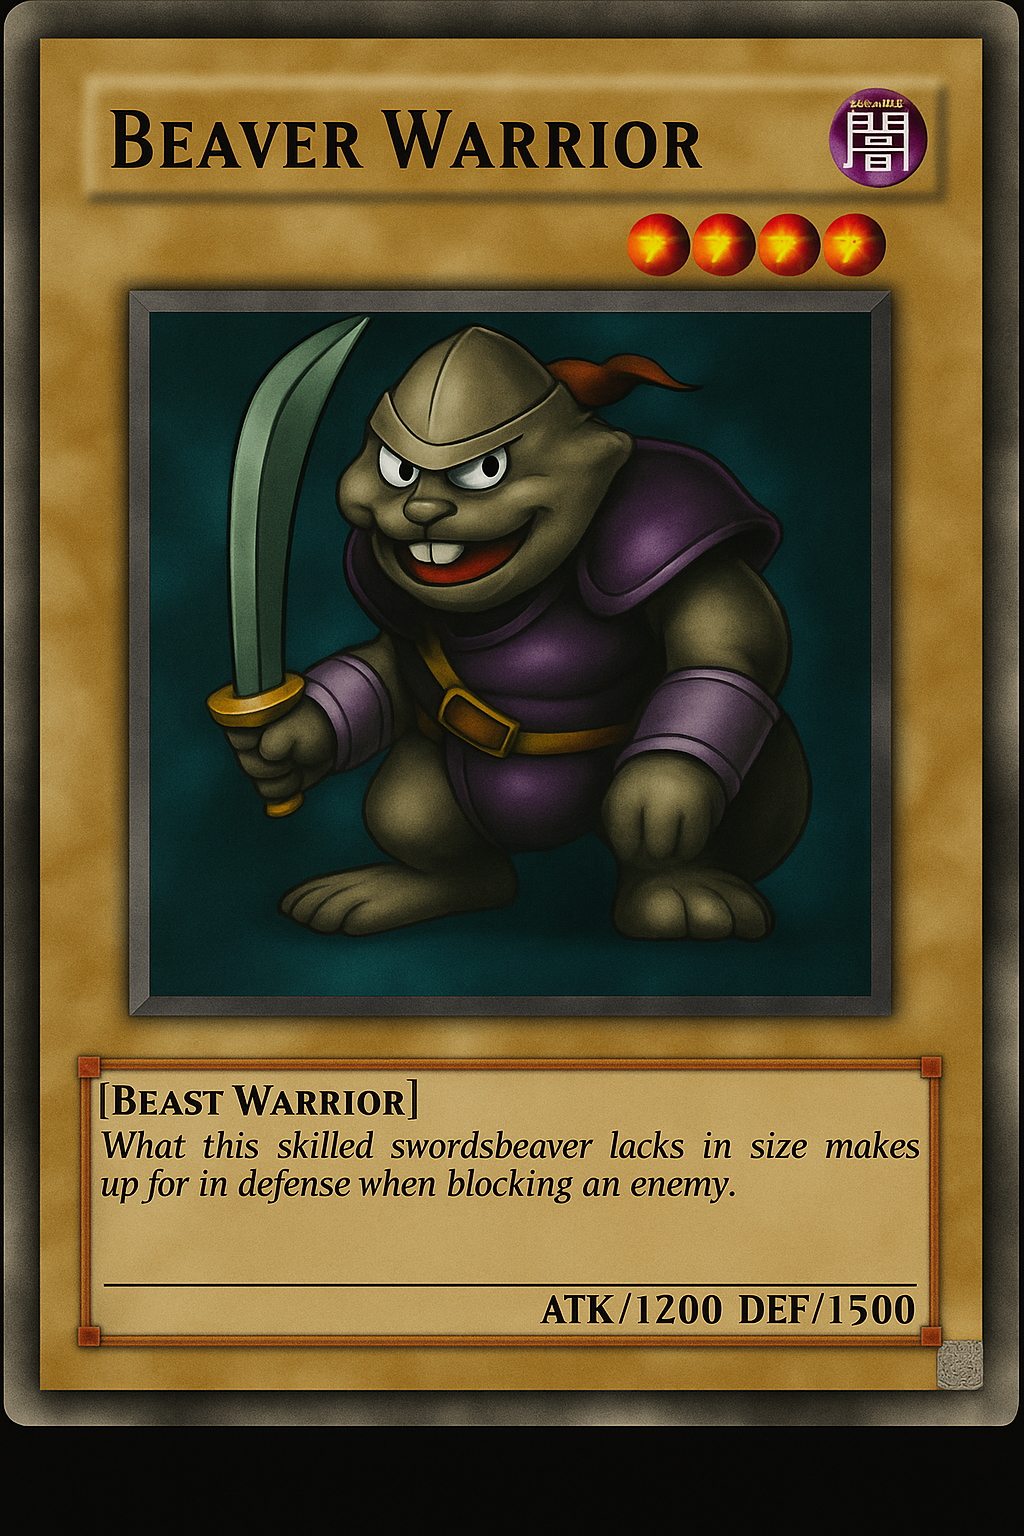 BEAVER WARRIOR
闇
[BEAST WARRIOR]
What this skilled swordsbeaver lacks in size makes
up for in defense when blocking an enemy.
ATK/1200 DEF/1500